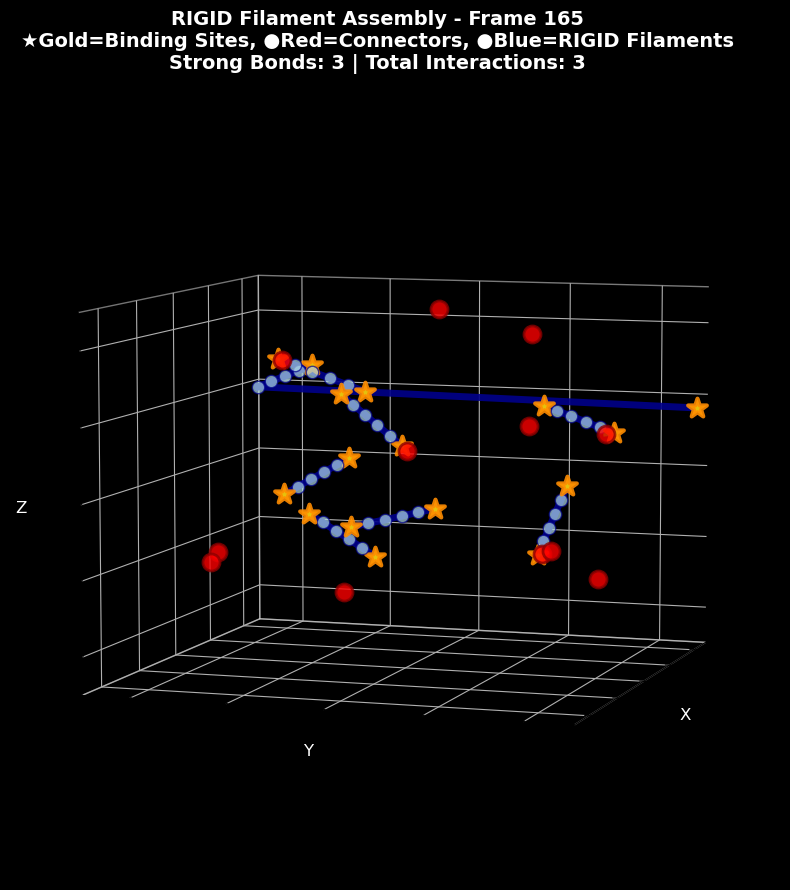 RIGID Filament Assembly - Frame 165
★Gold=Binding Sites, ●Red=Connectors, ●Blue=RIGID Filaments
Strong Bonds: 3 | Total Interactions: 3
Z
X
Y